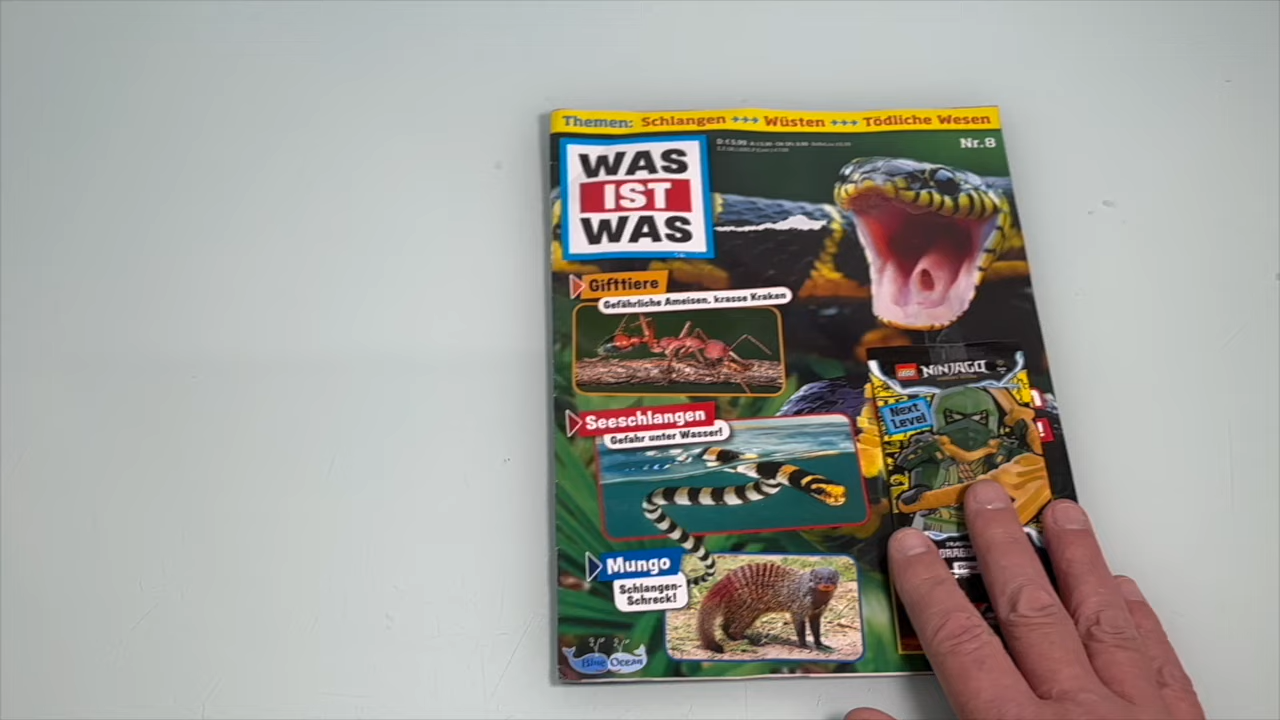 Themen: Schlangen →→→ Wüsten →→→ Tödliche Wesen
Nr.8
WAS
IST
WAS
Gifttiere
Gefährliche Ameisen, krasse Kraken
LEGO NINJAGO
Next
Level
Seeschlangen
Gefahr unter Wasser!
Mungo
Schlangen-
Schreck!
Blue Ocean